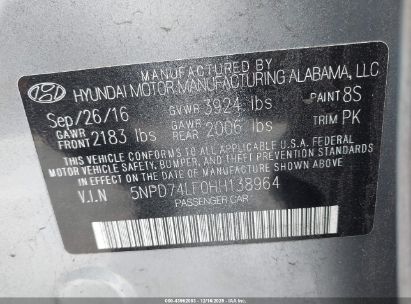 MANUFACTURED BY
HYUNDAI MOTOR MANUFACTURING ALABAMA, LLC
Sep/26/16 GVWR 3924 lbs PAINT 8S
GAWR FRONT 2183 lbs GAWR REAR 2006 lbs TRIM PK
THIS VEHICLE CONFORMS TO ALL APPLICABLE U.S.A. FEDERAL
MOTOR VEHICLE SAFETY, BUMPER, AND THEFT PREVENTION
STANDARDS IN EFFECT ON THE DATE OF MANUFACTURE SHOWN ABOVE.
V.I.N 5NPD74LF0HH138964
PASSENGER CAR